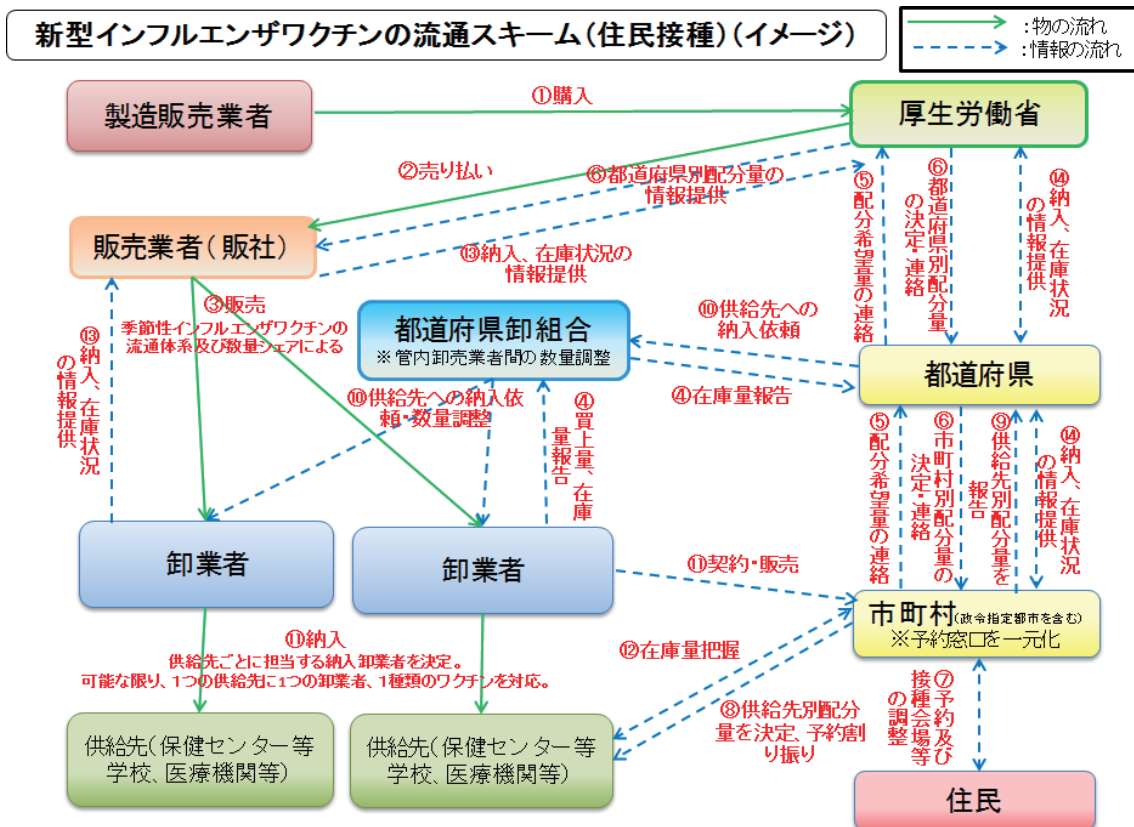 新型インフルエンザワクチンの流通スキーム(住民接種)(イメージ)
:物の流れ
:情報の流れ
製造販売業者
①購入
厚生労働省
②売り払い
⑥都道府県別配分量の
情報提供
⑤配分希望量の連絡
⑥都道府県別配分量
の決定・連絡
⑭納入、在庫状況
の情報提供
販売業者(販社)
⑬納入、在庫状況の
情報提供
③販売
季節性インフルエンザワクチンの
流通体系及び数量シェアによる
都道府県卸組合
※管内卸売業者間の数量調整
⑩供給先への
納入依頼
都道府県
④在庫量報告
⑬納入、在庫状況
の情報提供
⑩供給先への納入依
頼・数量調整
④買上量、在庫
量報告
⑤配分希望量の連絡
⑥市町村別配分量の
決定・連絡
⑨供給先別配分量を
報告
⑭納入、在庫状況
の情報提供
卸業者
卸業者
⑪契約・販売
市町村(政令指定都市を含む)
※予約窓口を一元化
⑪納入
供給先ごとに担当する納入卸業者を決定。
可能な限り、1つの供給先に1つの卸業者、1種類のワクチンを対応。
⑫在庫量把握
⑧供給先別配分
量を決定、予約割
り振り
⑦予約及び
接種会場等
の調整
供給先(保健センター等
学校、医療機関等)
供給先(保健センター等
学校、医療機関等)
住民